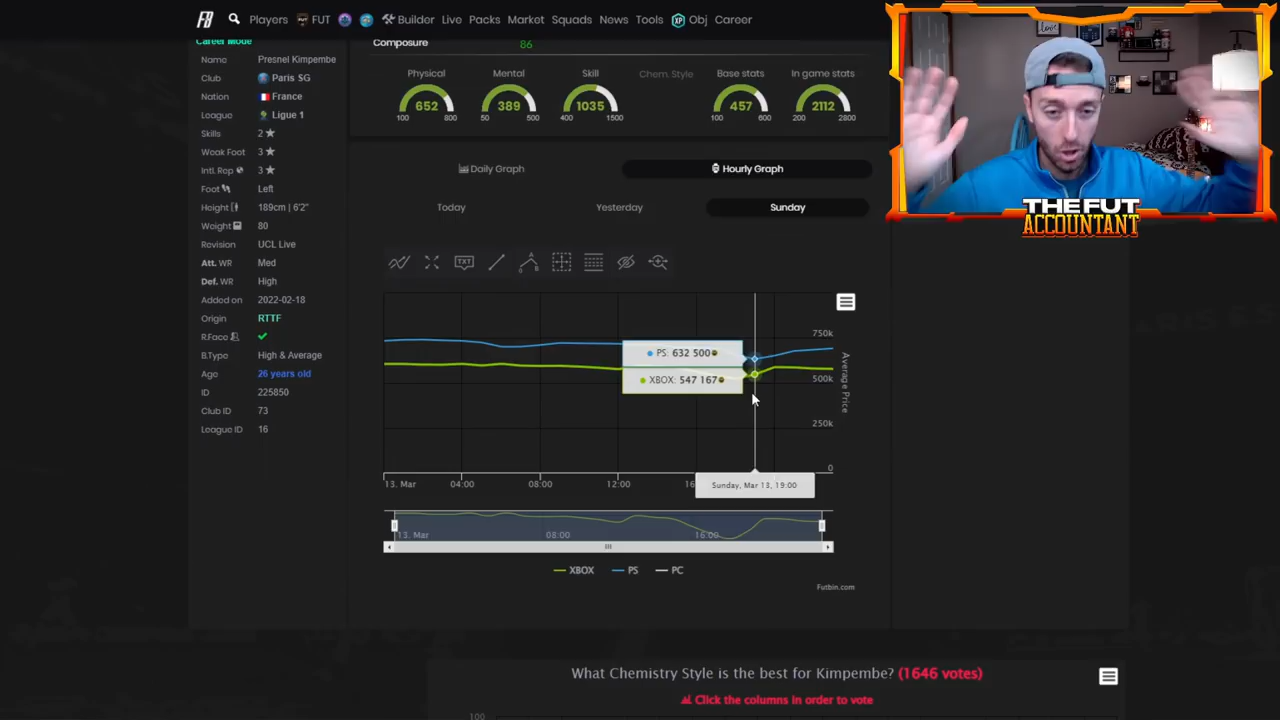 FB Players FUT Builder Live Packs Market Squads News Tools XP Obj Career
Career Mode
Name Presnel Kimpembe
Club Paris SG
Nation France
League Ligue 1
Skills 2
Weak Foot 3
Intl. Rep 3
Foot Left
Height 189cm | 6'2"
Weight 80
Revision UCL Live
Att. WR Med
Def. WR High
Added on 2022-02-18
Origin RTTF
R.Face
B.Type High & Average
Age 26 years old
ID 225850
Club ID 73
League ID 16
Composure 86
Physical Mental Skill Chem. Style Base stats In game stats
652 389 1035 457 2112
100 800 50 500 400 1500 100 600 200 2800
Daily Graph Hourly Graph
Today Yesterday Sunday
TXT
750k
500k
250k
0
Average Price
PS: 632 500
XBOX: 547 167
13. Mar 04:00 08:00 12:00 16
Sunday, Mar 13, 19:00
13. Mar 08:00 16:00
XBOX PS PC
Futbin.com
What Chemistry Style is the best for Kimpembe? (1646 votes)
Click the columns in order to vote
100
THE FUT
ACCOUNTANT